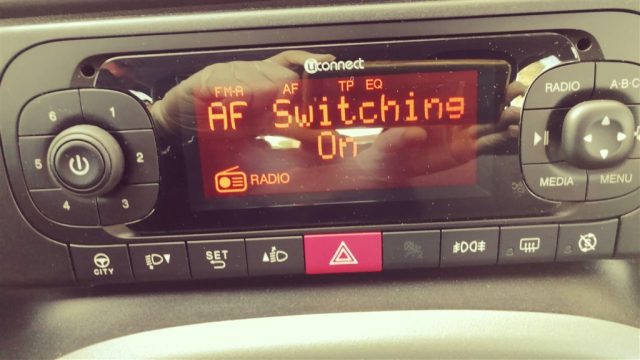 uconnect
FM-A AF TP EQ
AF Switching
On
RADIO
6 1
5 2
4 3
RADIO A·B·C
MEDIA MENU
CITY SET